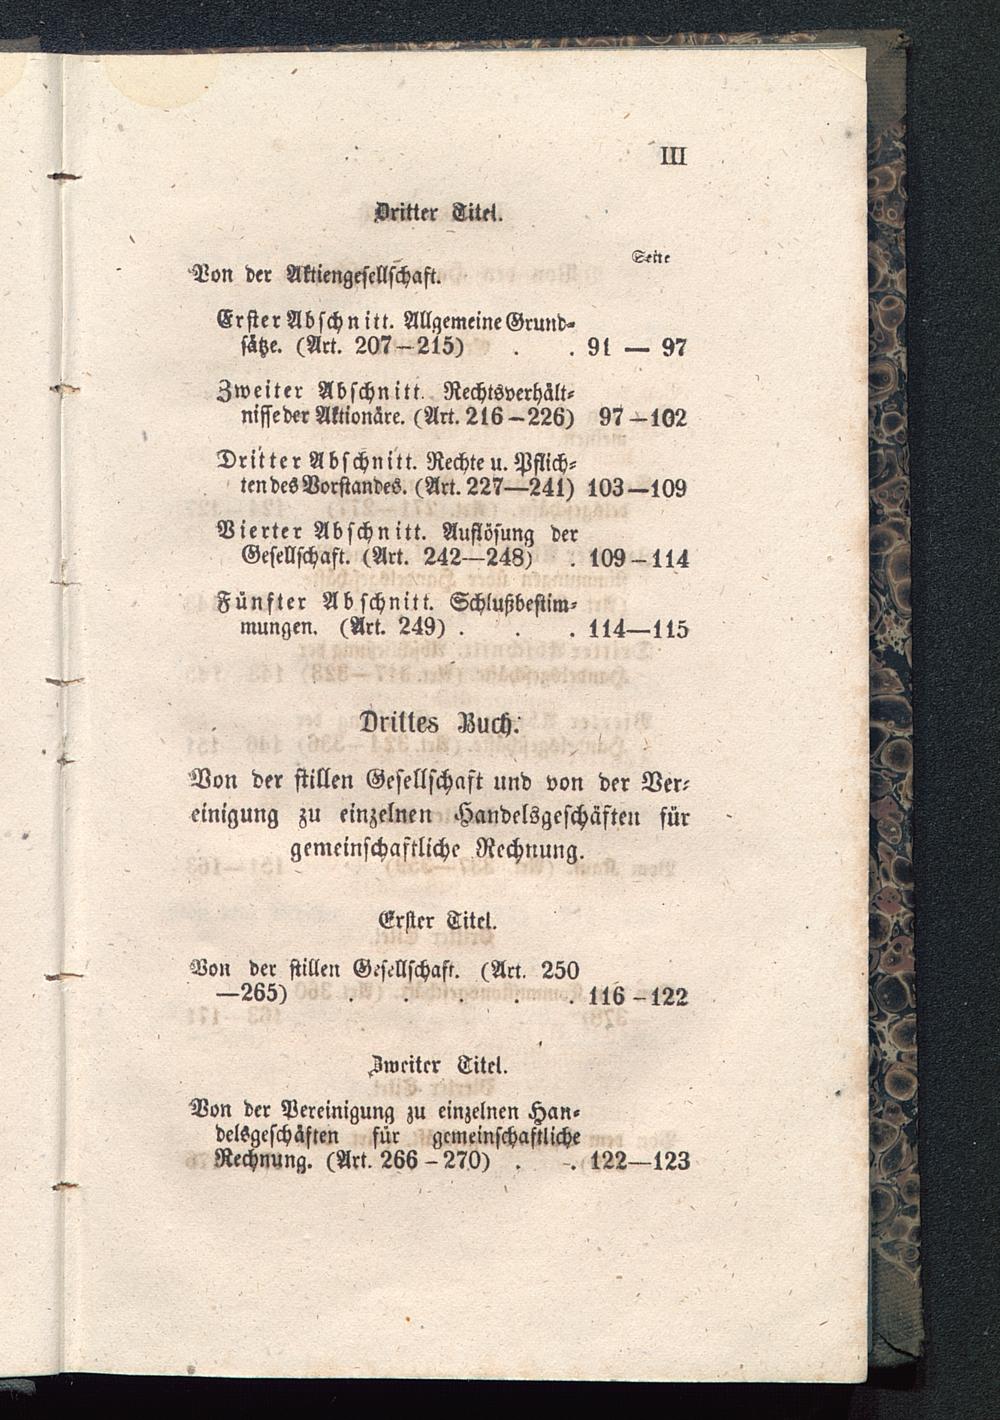 III
Dritter Titel.
Seite
Von der Aktiengesellschaft.
Erster Abschnitt. Allgemeine Grund-
sätze. (Art. 207–215) . . 91 — 97
Zweiter Abschnitt. Rechtsverhält-
nisse der Aktionäre. (Art. 216–226) 97–102
Dritter Abschnitt. Rechte u. Pflich-
ten des Vorstandes. (Art. 227—241) 103—109
Vierter Abschnitt. Auflösung der
Gesellschaft. (Art. 242—248) . 109–114
Fünfter Abschnitt. Schlußbestim-
mungen. (Art. 249) . . . 114—115
Drittes Buch.
Von der stillen Gesellschaft und von der Ver-
einigung zu einzelnen Handelsgeschäften für
gemeinschaftliche Rechnung.
Erster Titel.
Von der stillen Gesellschaft. (Art. 250
—265) . . . . . 116–122
Zweiter Titel.
Von der Vereinigung zu einzelnen Han-
delsgeschäften für gemeinschaftliche
Rechnung. (Art. 266–270) . . 122—123